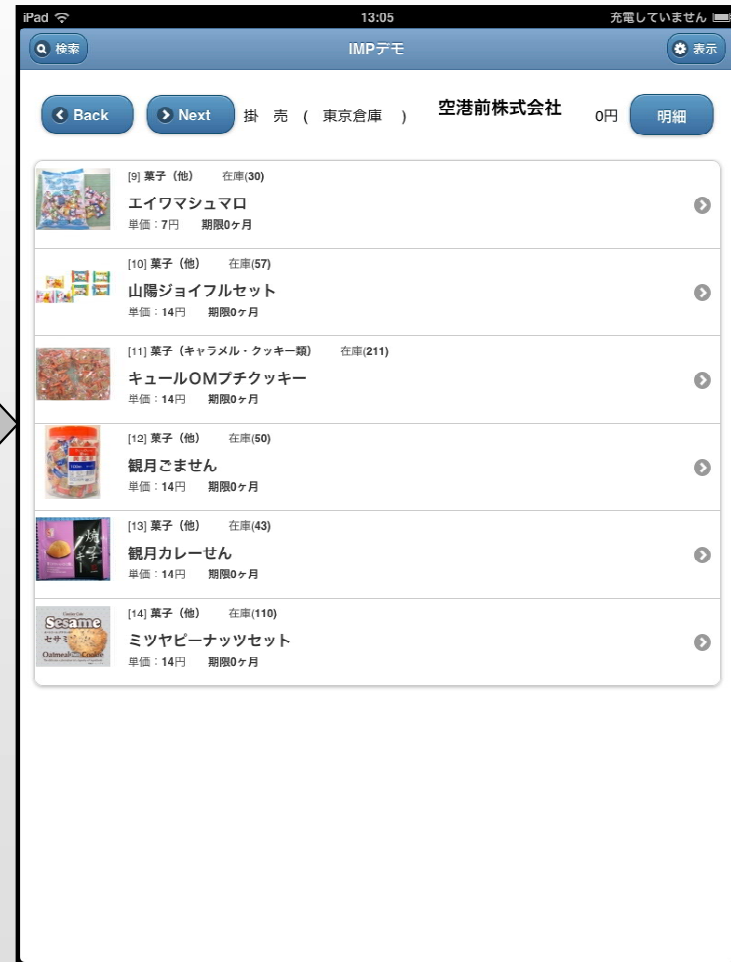 iPad 13:05 充電していません
検索 IMPデモ 表示
Back Next 掛 売 ( 東京倉庫 ) 空港前株式会社 0円 明細
[9] 菓子（他） 在庫(30)
エイワマシュマロ
単価：7円 期限0ヶ月
[10] 菓子（他） 在庫(57)
山陽ジョイフルセット
単価：14円 期限0ヶ月
[11] 菓子（キャラメル・クッキー類） 在庫(211)
キュールＯＭプチクッキー
単価：14円 期限0ヶ月
[12] 菓子（他） 在庫(50)
観月ごません
単価：14円 期限0ヶ月
[13] 菓子（他） 在庫(43)
観月カレーせん
単価：14円 期限0ヶ月
[14] 菓子（他） 在庫(110)
ミツヤピーナッツセット
単価：14円 期限0ヶ月
Sesame
セサミ
Oatmeal Cookie